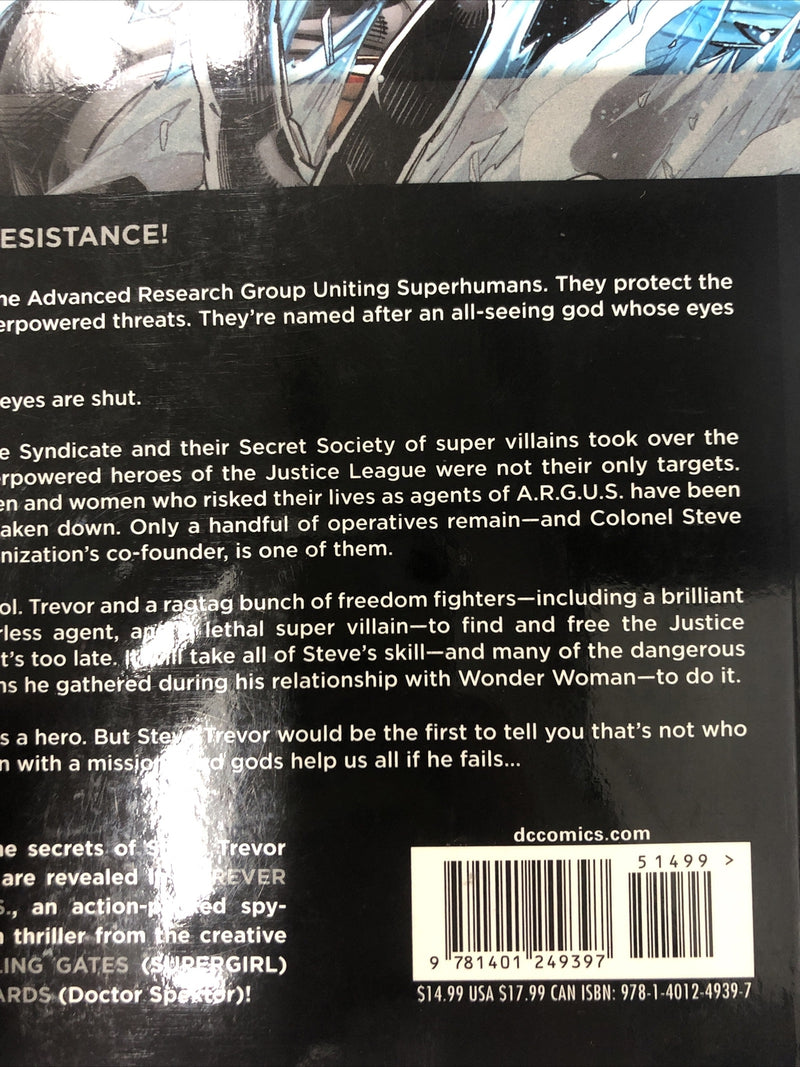 ESISTANCE!
he Advanced Research Group Uniting Superhumans. They protect the
erpowered threats. They're named after an all-seeing god whose eyes
eyes are shut.
e Syndicate and their Secret Society of super villains took over the
rpowered heroes of the Justice League were not their only targets.
en and women who risked their lives as agents of A.R.G.U.S. have been
aken down. Only a handful of operatives remain—and Colonel Steve
nization's co-founder, is one of them.
ol. Trevor and a ragtag bunch of freedom fighters—including a brilliant
rless agent, and a lethal super villain—to find and free the Justice
t's too late. It will take all of Steve's skill—and many of the dangerous
ns he gathered during his relationship with Wonder Woman—to do it.
s a hero. But Steve Trevor would be the first to tell you that's not who
n with a mission and gods help us all if he fails...
he secrets of Trevor
are revealed REVER
S., an action-packed spy-
n thriller from the creative
LING GATES (SUPERGIRL)
ARDS (Doctor Spektor)!
dccomics.com
51499 >
9 781401 249397
$14.99 USA $17.99 CAN ISBN: 978-1-4012-4939-7